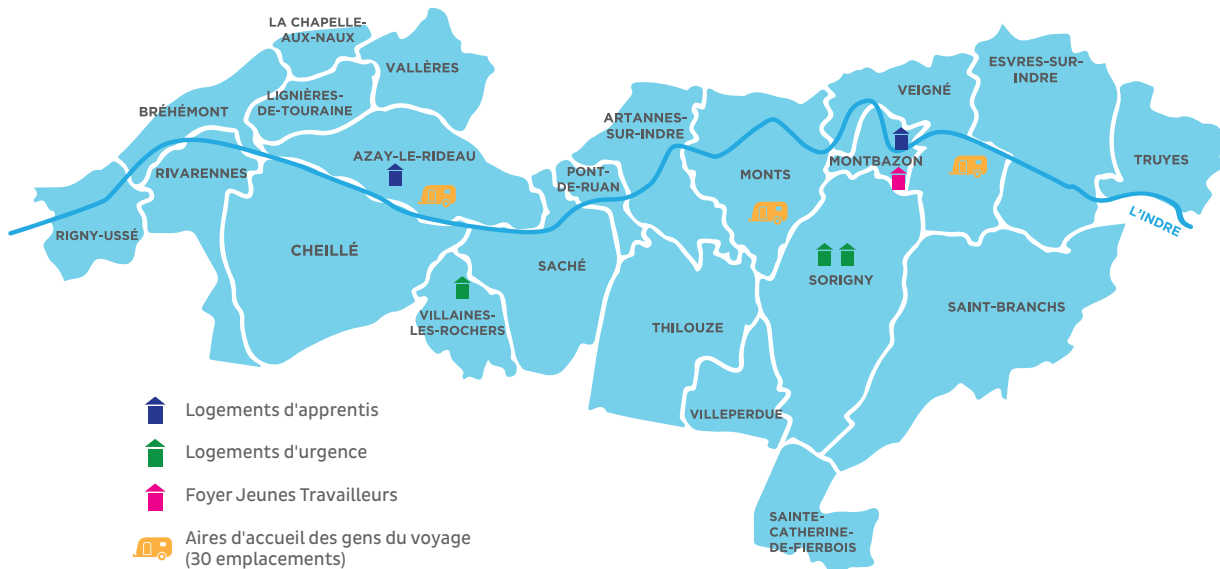 LA CHAPELLE-
AUX-NAUX
VALLÈRES
BRÉHÉMONT
LIGNIÈRES-
DE-TOURAINE
AZAY-LE-RIDEAU
RIVARENNES
RIGNY-USSÉ
CHEILLÉ
VILLAINES-
LES-ROCHERS
SACHÉ
PONT-
DE-RUAN
ARTANNES-
SUR-INDRE
MONTS
THILOUZE
VILLEPERDUE
VEIGNÉ
MONTBAZON
SORIGNY
ESVRES-SUR-
INDRE
TRUYES
L'INDRE
SAINT-BRANCHS
SAINTE-
CATHERINE-
DE-FIERBOIS
Logements d'apprentis
Logements d'urgence
Foyer Jeunes Travailleurs
Aires d'accueil des gens du voyage
(30 emplacements)